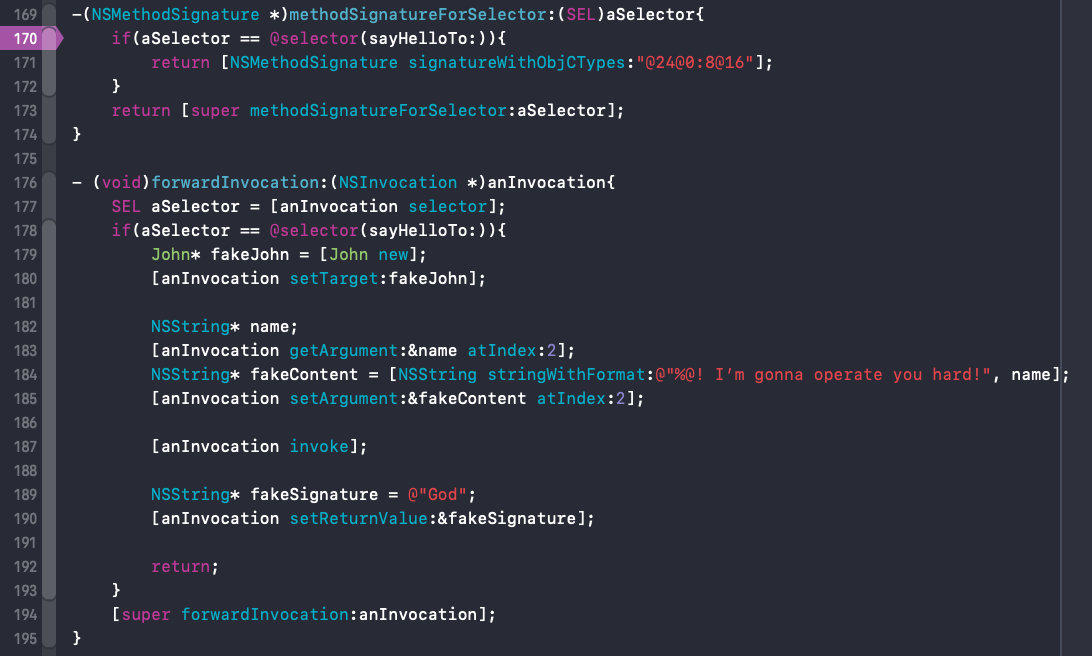 169 -(NSMethodSignature *)methodSignatureForSelector:(SEL)aSelector{
170     if(aSelector == @selector(sayHelloTo:)){
171         return [NSMethodSignature signatureWithObjCTypes:"@24@0:8@16"];
172     }
173     return [super methodSignatureForSelector:aSelector];
174 }
175
176 - (void)forwardInvocation:(NSInvocation *)anInvocation{
177     SEL aSelector = [anInvocation selector];
178     if(aSelector == @selector(sayHelloTo:)){
179         John* fakeJohn = [John new];
180         [anInvocation setTarget:fakeJohn];
181
182         NSString* name;
183         [anInvocation getArgument:&name atIndex:2];
184         NSString* fakeContent = [NSString stringWithFormat:@"%@! I’m gonna operate you hard!", name];
185         [anInvocation setArgument:&fakeContent atIndex:2];
186
187         [anInvocation invoke];
188
189         NSString* fakeSignature = @"God";
190         [anInvocation setReturnValue:&fakeSignature];
191
192         return;
193     }
194     [super forwardInvocation:anInvocation];
195 }